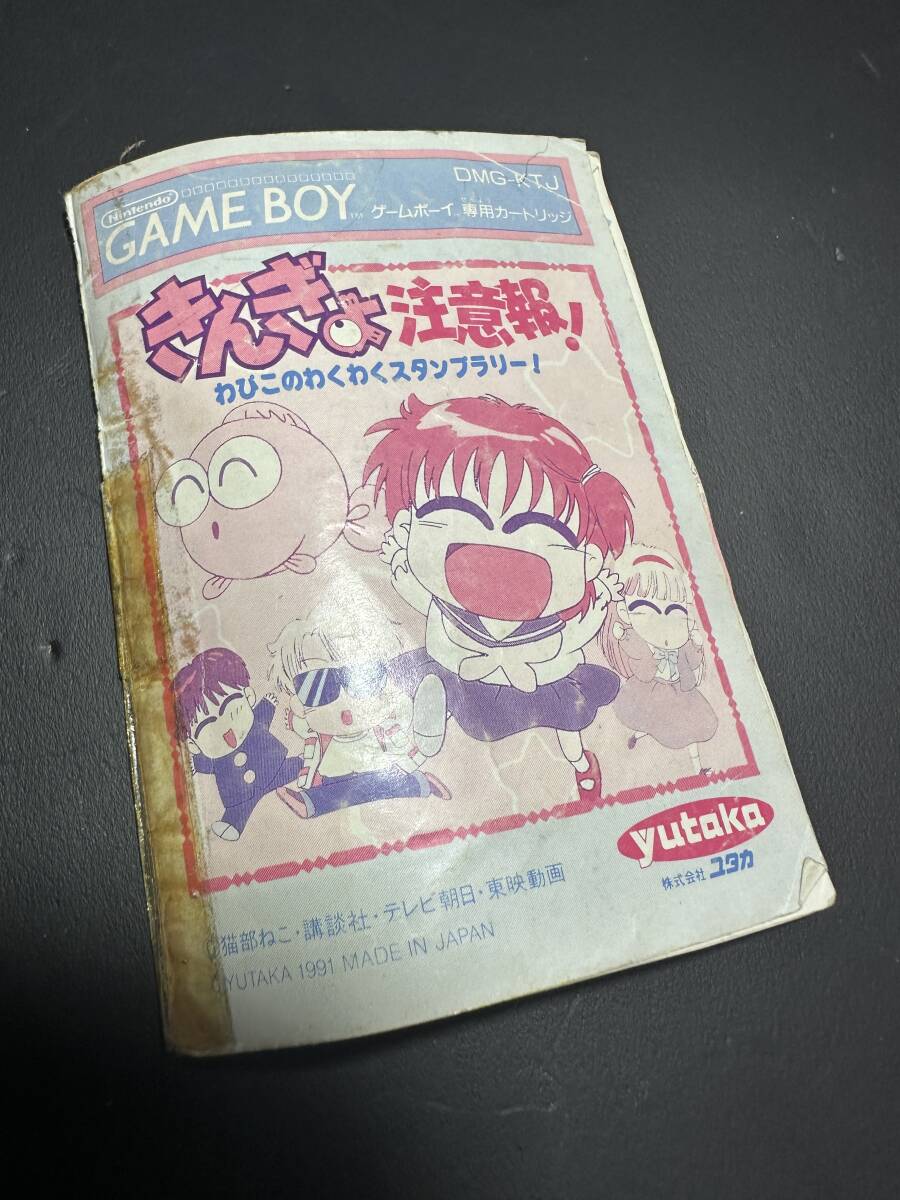 Nintendo
GAME BOY™
DMG-KTJ
ゲームボーイ™専用カートリッジ
きんぎょ注意報!
わぴこのわくわくスタンプラリー!
yutaka
株式会社ユタカ
©猫部ねこ・講談社・テレビ朝日・東映動画
©YUTAKA 1991 MADE IN JAPAN